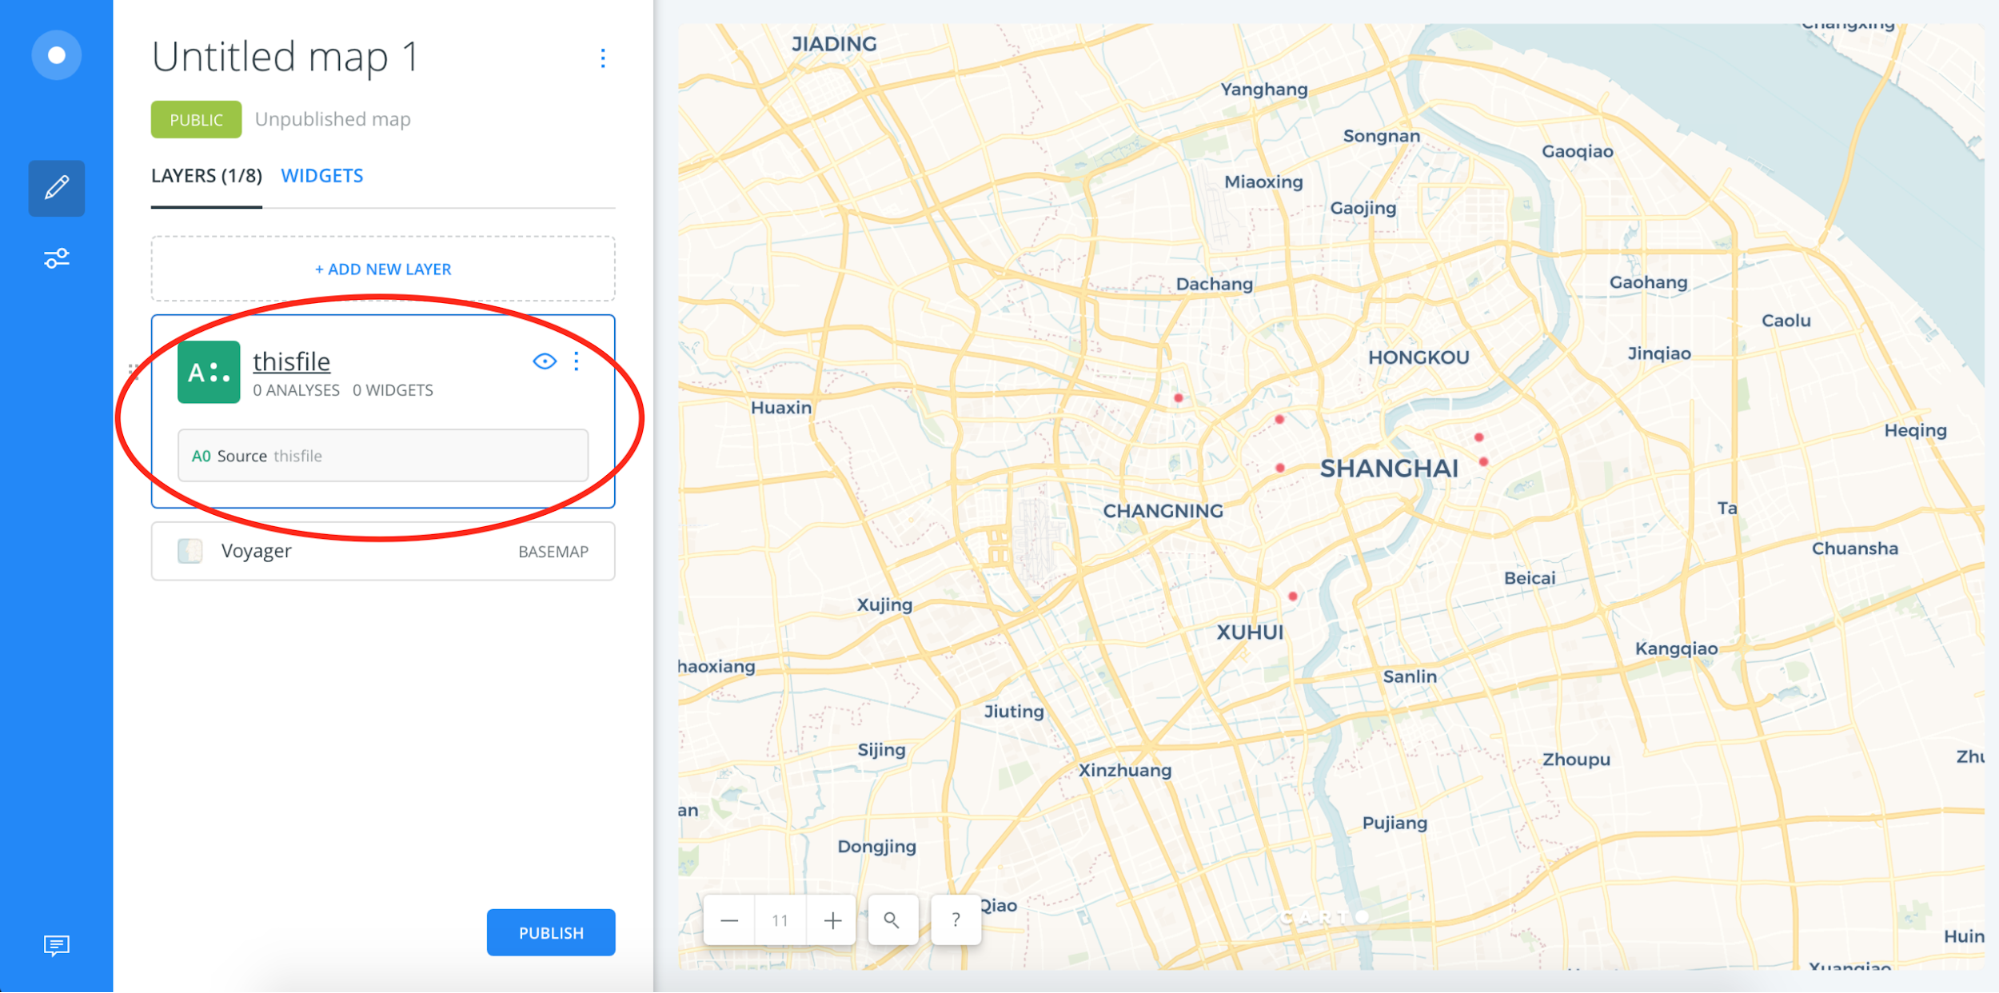 Untitled map 1
PUBLIC Unpublished map
LAYERS (1/8) WIDGETS
+ ADD NEW LAYER
A
thisfile
0 ANALYSES 0 WIDGETS
A0 Source thisfile
Voyager BASEMAP
PUBLISH
Changxing
JIADING
Yanghang
Songnan
Gaoqiao
Miaoxing
Gaojing
Dachang
Gaohang
Caolu
HONGKOU
Jinqiao
Huaxin
Heqing
SHANGHAI
CHANGNING
Ta
Chuansha
Beicai
Xujing
XUHUI
Kangqiao
haoxiang
Sanlin
Jiuting
Sijing
Zhoupu
Zhu
Xinzhuang
an
Pujiang
Dongjing
Qiao
11
?
CARTO
Huin
Xuanqiao